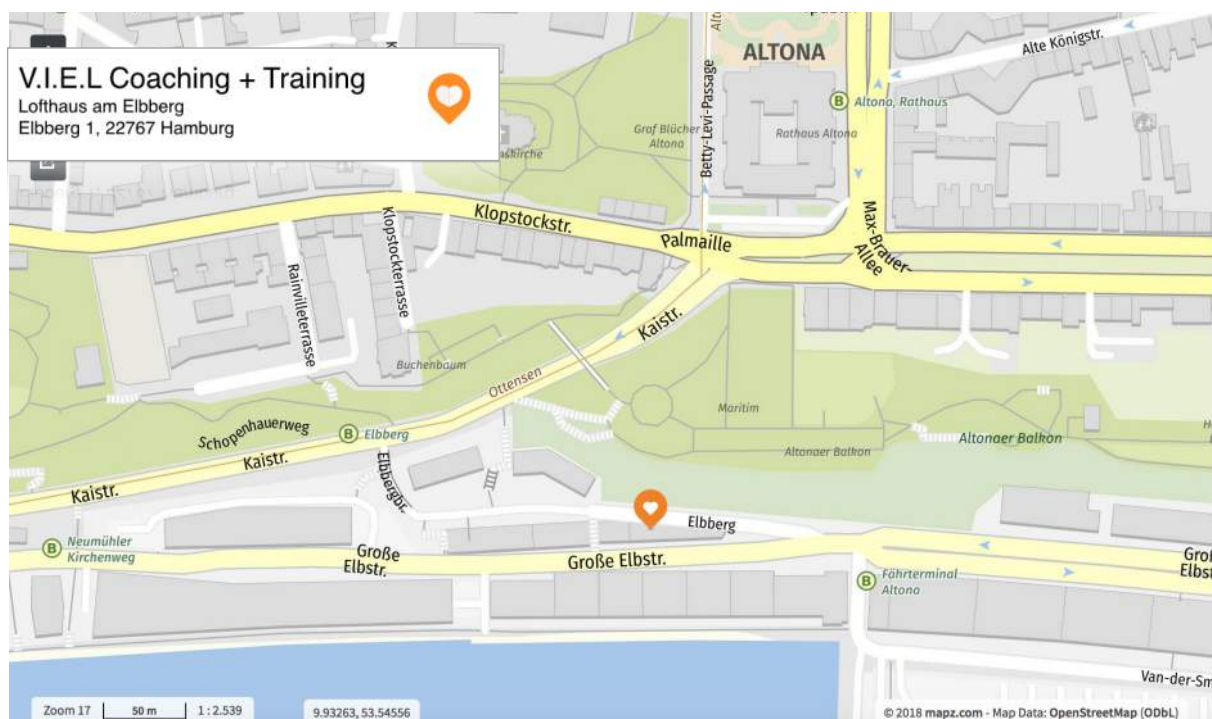 V.I.E.L Coaching + Training
Lofthaus am Elbberg
Elbberg 1, 22767 Hamburg
ALTONA
Alte Königstr.
Altona, Rathaus
Betty-Levi-Passage
Graf Blücher
Altona
Rathaus Altona
Klopstockstr.
Palmaille
Max-Brauer-
Allee
Klopstockterrasse
Rainvilleterrasse
Kaistr.
Buchenbaum
Ottensen
Maritim
Schopenhauerweg
Elbberg
Altonaer Balkon
Altonaer Balkon
Kaistr.
Kaistr.
Elbbergbr.
Elbberg
Neumühler
Kirchenweg
Große
Elbstr.
Große Elbstr.
Fährterminal
Altona
Van-der-Sm
Zoom 17
50 m
1 : 2.539
9.93263, 53.54556
© 2018 mapz.com - Map Data: OpenStreetMap (ODbL)